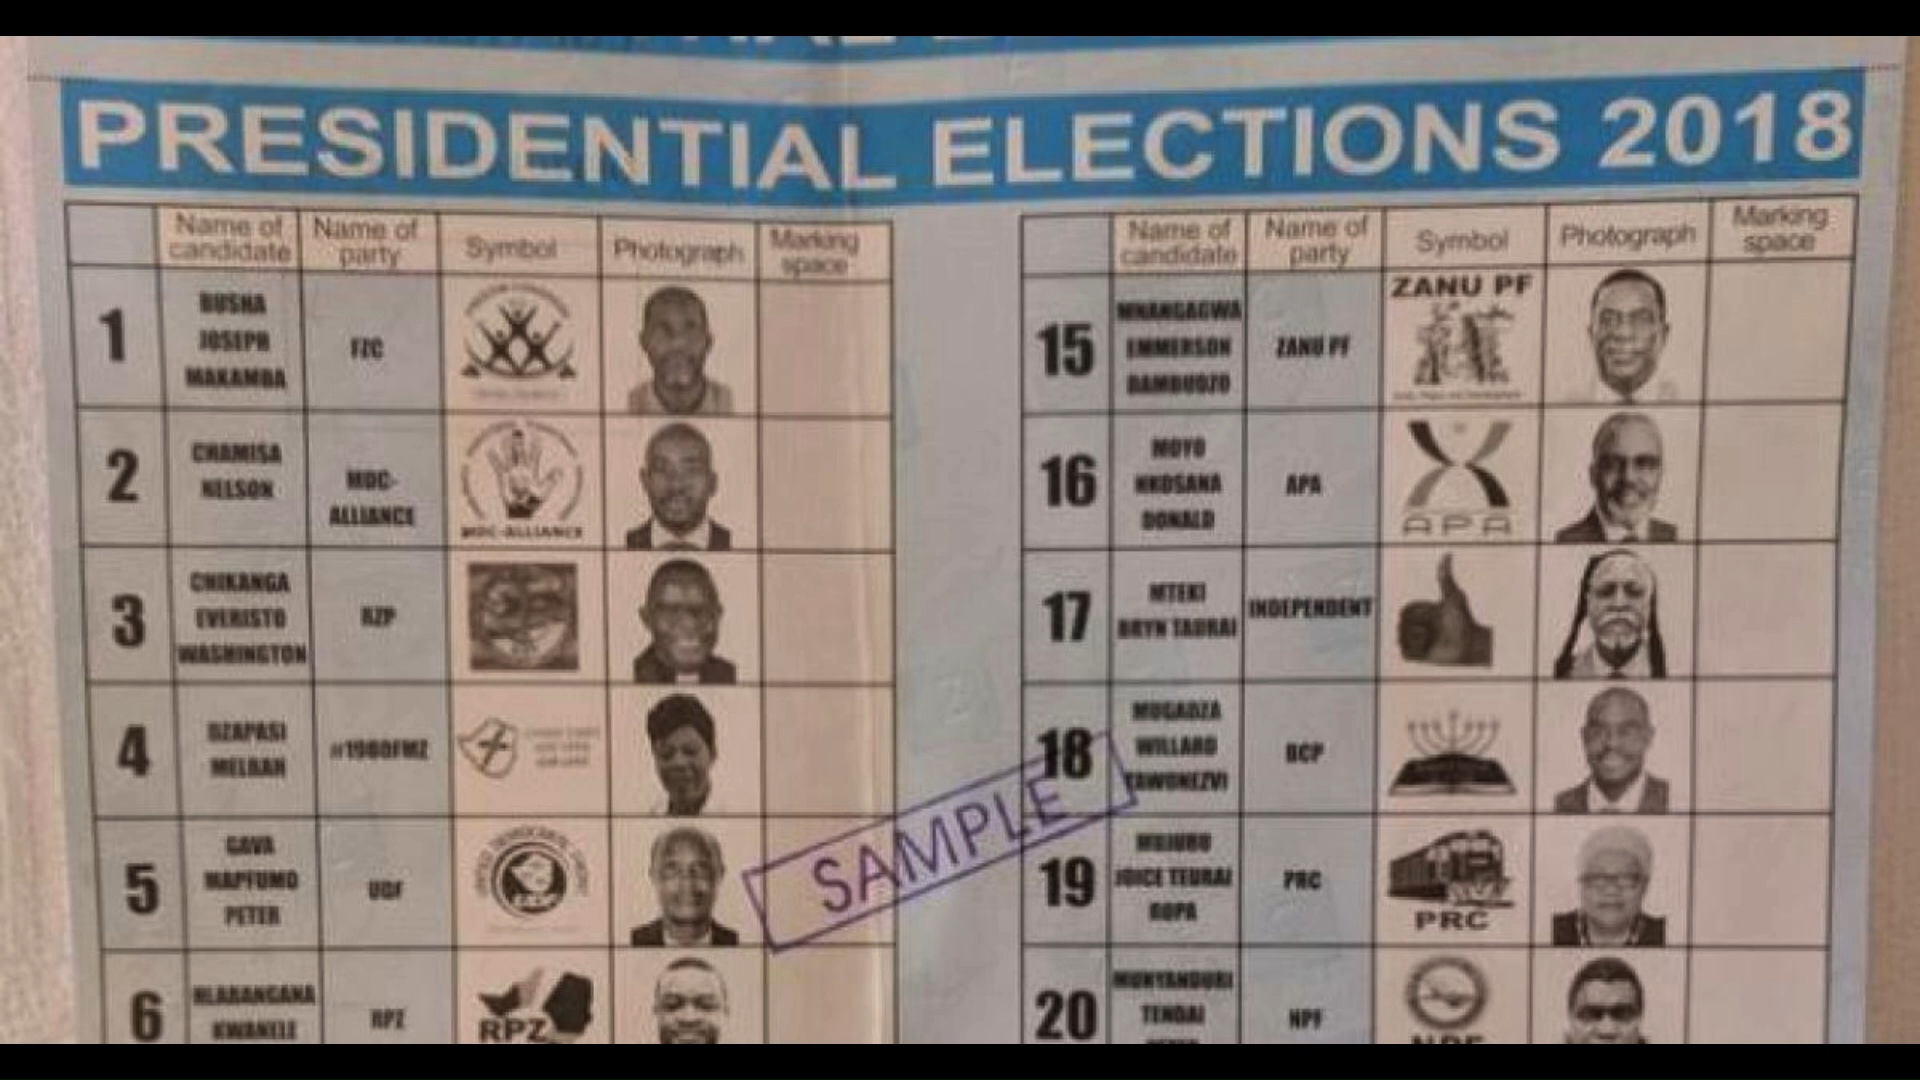 PRESIDENTIAL ELECTIONS 2018
Name of candidate Name of party Symbol Photograph Marking space
1 BUSHA JOSEPH MAKAMBA FZC
2 CHAMISA NELSON MDC-ALLIANCE MDC-ALLIANCE
3 CHIKANGA EVERISTO WASHINGTON RZP
4 DZAPASI MELBAH #1980FMZ
5 GAVA MAPFUMO PETER UDF
6 HLABANGANA KWANELE RPZ RPZ
Name of candidate Name of party Symbol Photograph Marking space
15 MNANGAGWA EMMERSON DAMBUDZO ZANU PF ZANU PF
16 MOYO NKOSANA DONALD APA APA
17 MTEKI BRYN TAURAI INDEPENDENT
18 MUGADZA WILLARD TAWONEZVI BCP
19 MUJURU JOICE TEURAI ROPA PRC PRC
20 MUNYANDURI TENDAI PETER NPF NPF
SAMPLE